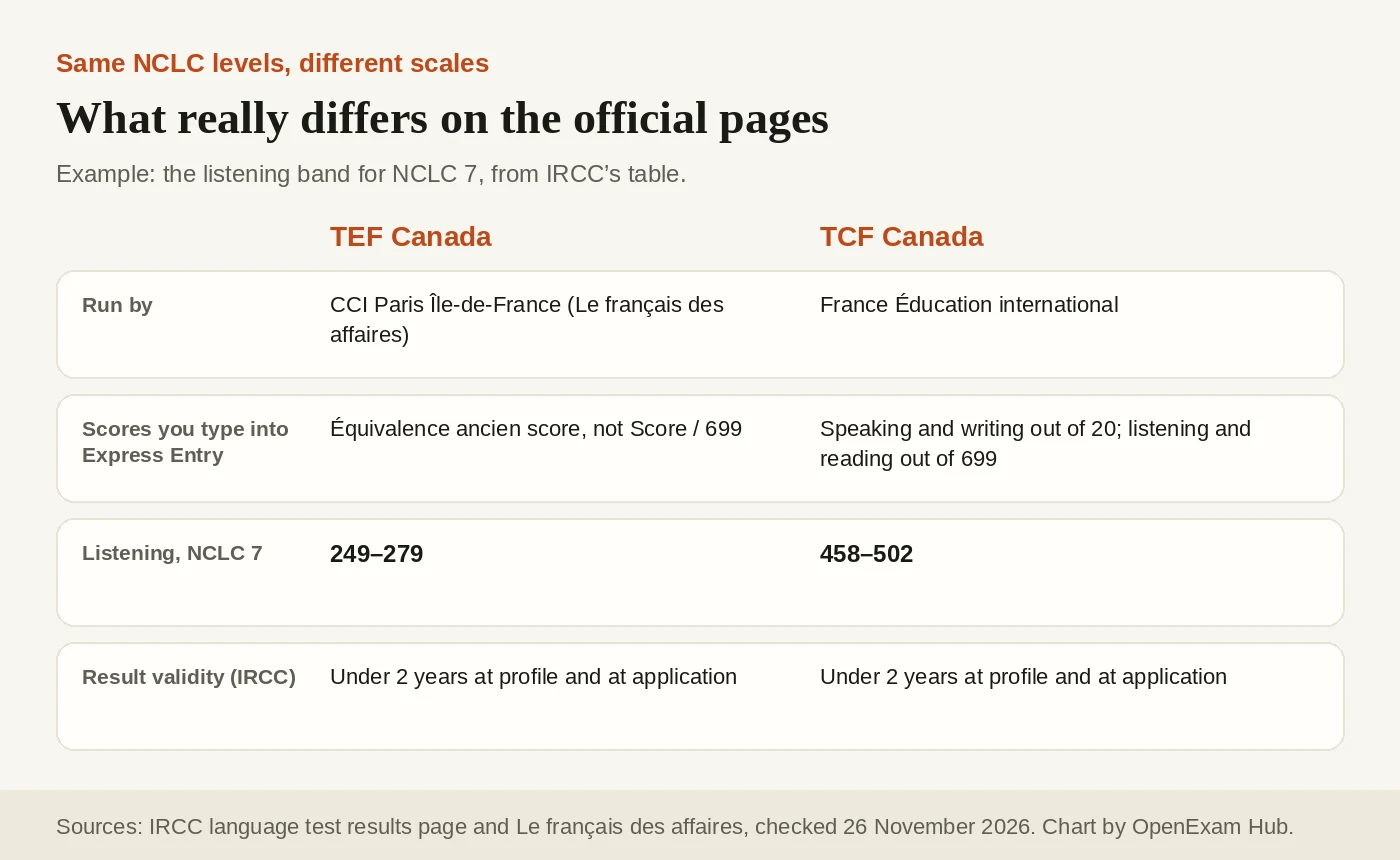 Same NCLC levels, different scales
What really differs on the official pages
Example: the listening band for NCLC 7, from IRCC’s table.
TEF Canada
TCF Canada
Run by
CCI Paris Île-de-France (Le français des
affaires)
France Éducation international
Scores you type into
Express Entry
Équivalence ancien score, not Score / 699
Speaking and writing out of 20; listening and
reading out of 699
Listening, NCLC 7
249–279
458–502
Result validity (IRCC)
Under 2 years at profile and at application
Under 2 years at profile and at application
Sources: IRCC language test results page and Le français des affaires, checked 26 November 2026. Chart by OpenExam Hub.